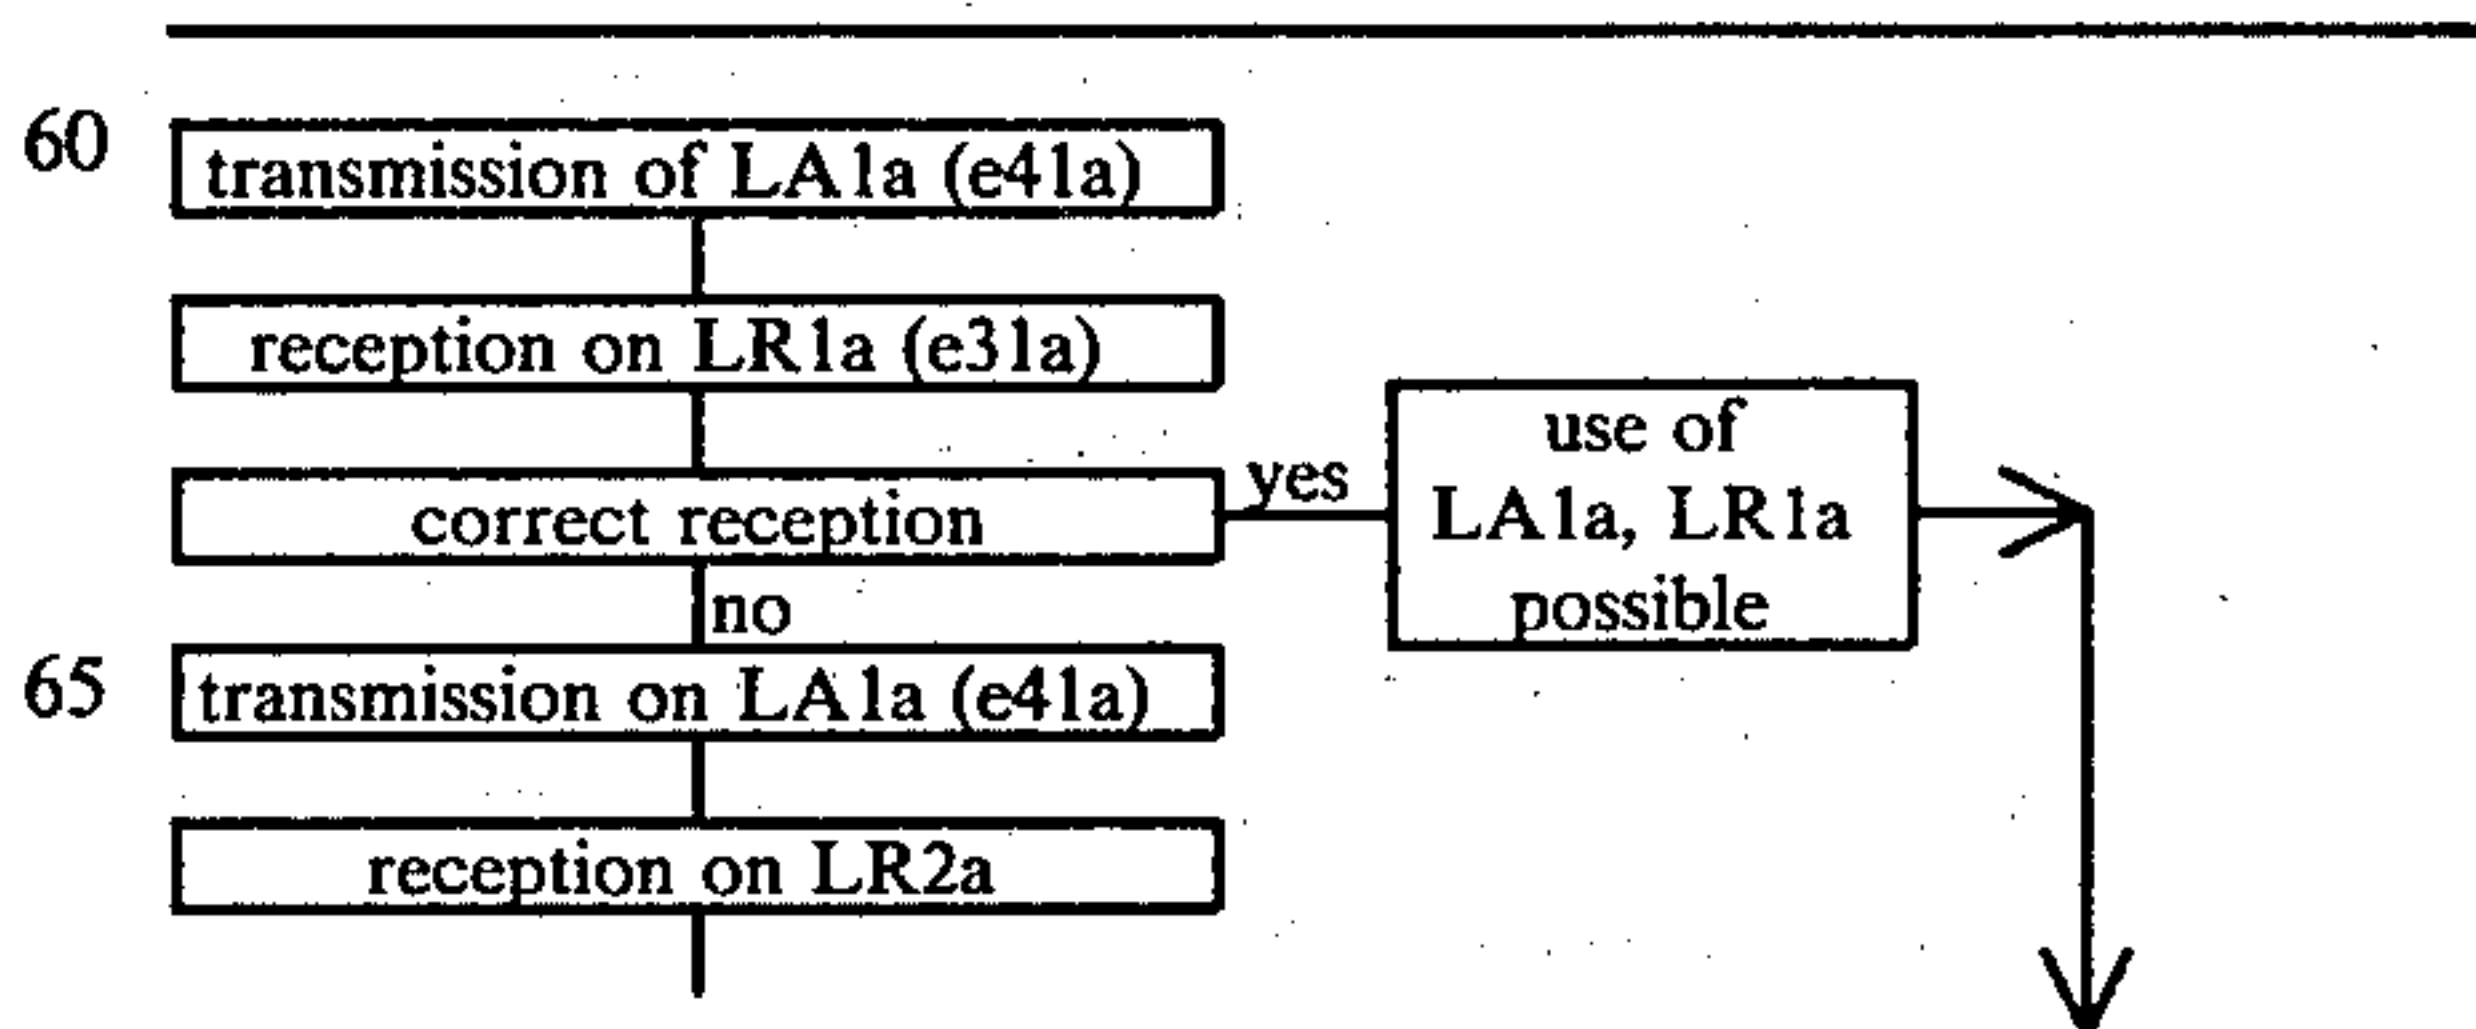 60
transmission of LA1a (e41a)
reception on LR1a (e31a)
correct reception
yes
use of
LA1a, LR1a
possible
no
65
transmission on LA1a (e41a)
reception on LR2a